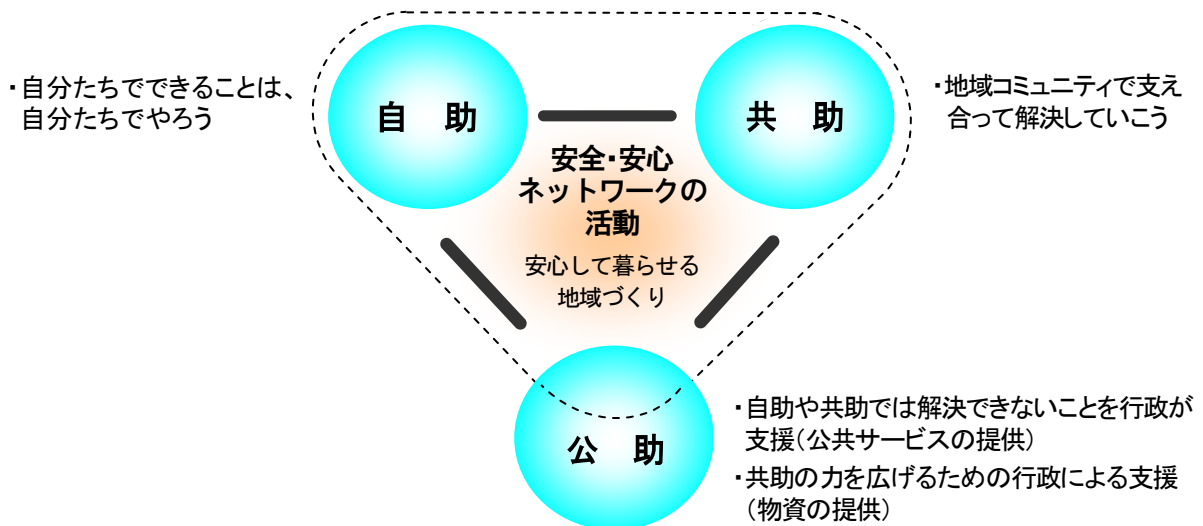 ・自分たちでできることは、
自分たちでやろう
自　助
共　助
・地域コミュニティで支え
合って解決していこう
安全・安心
ネットワークの
活動
安心して暮らせる
地域づくり
公　助
・自助や共助では解決できないことを行政が
支援(公共サービスの提供)
・共助の力を広げるための行政による支援
(物資の提供)